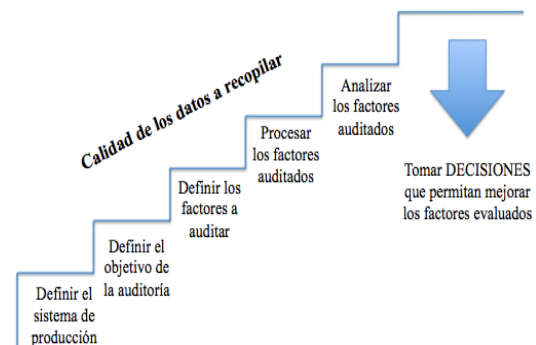 Calidad de los datos a recopilar
Definir el
sistema de
producción
Definir el
objetivo de
la auditoría
Definir los
factores a
auditar
Procesar
los factores
auditados
Analizar
los factores
auditados
Tomar DECISIONES
que permitan mejorar
los factores evaluados